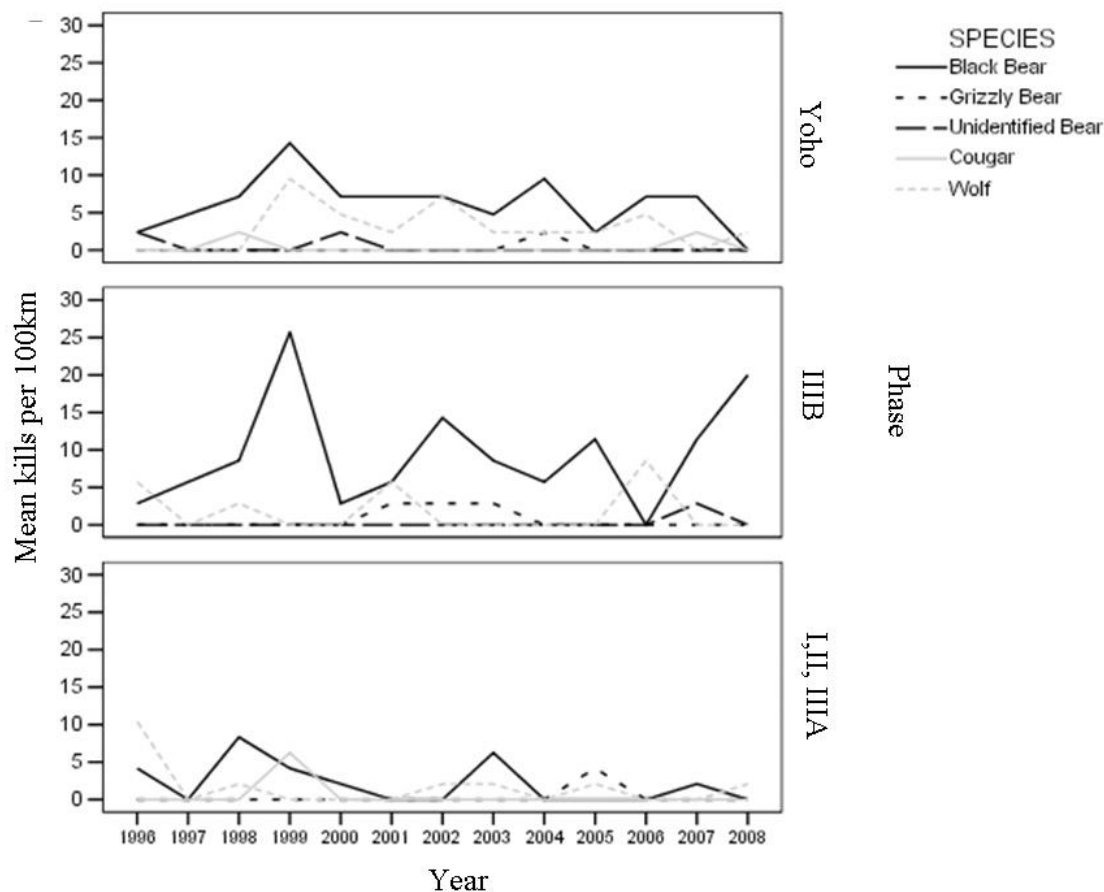 30
25
20
15
10
5
0
Yoho
SPECIES
Black Bear
Grizzly Bear
Unidentified Bear
Cougar
Wolf
Mean kills per 100km
30
25
20
15
10
5
0
IIIB
Phase
30
25
20
15
10
5
0
I,II, IIIA
1996 1997 1998 1999 2000 2001 2002 2003 2004 2005 2006 2007 2008
Year